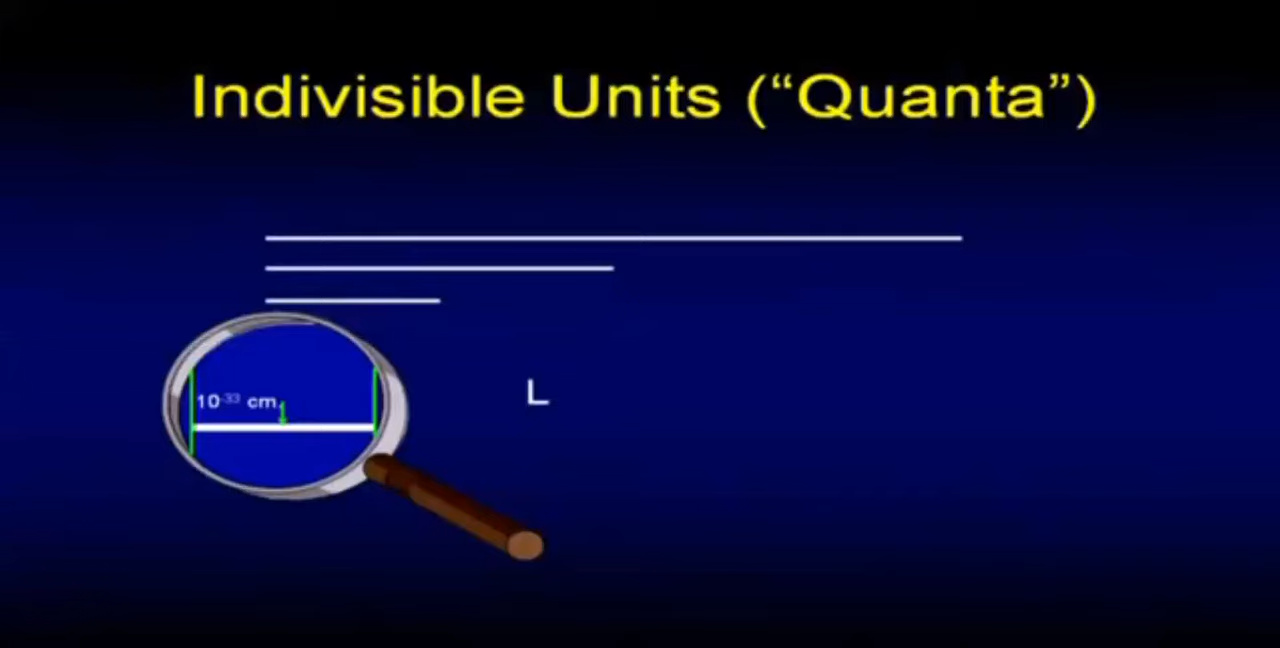 Indivisible Units (“Quanta”)
10⁻³³ cm.
L